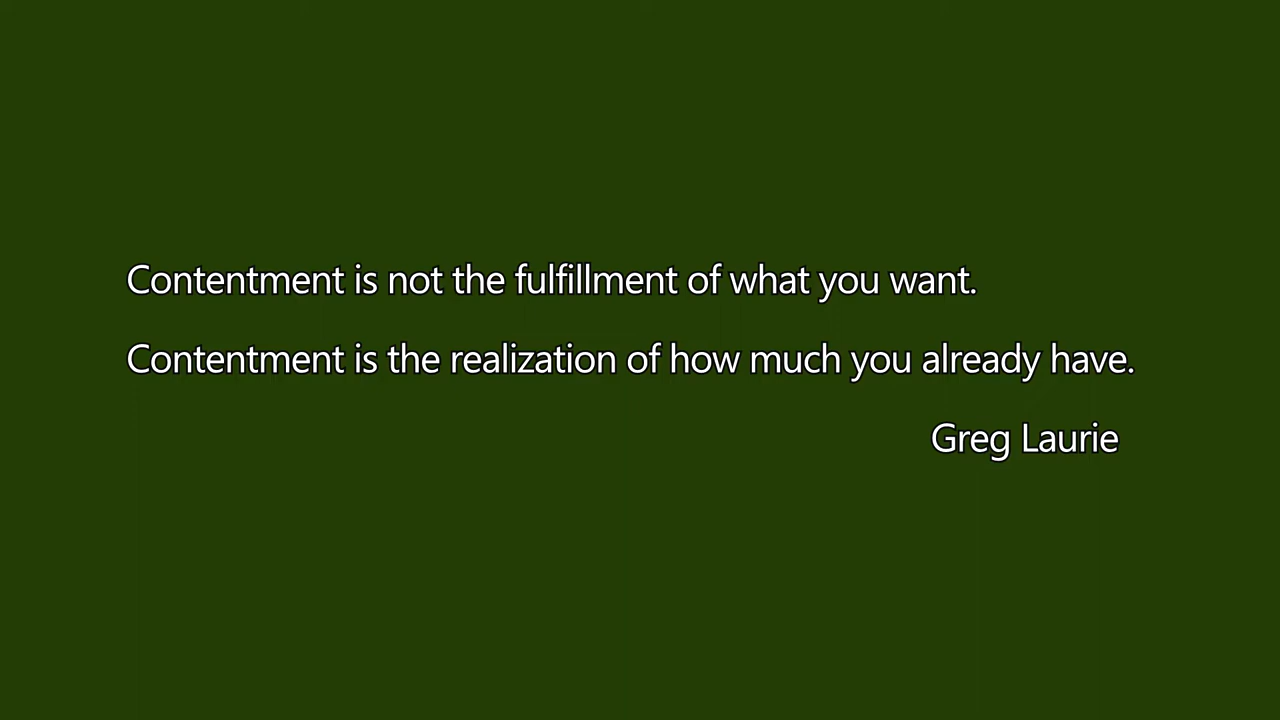 Contentment is not the fulfillment of what you want.
Contentment is the realization of how much you already have.
Greg Laurie